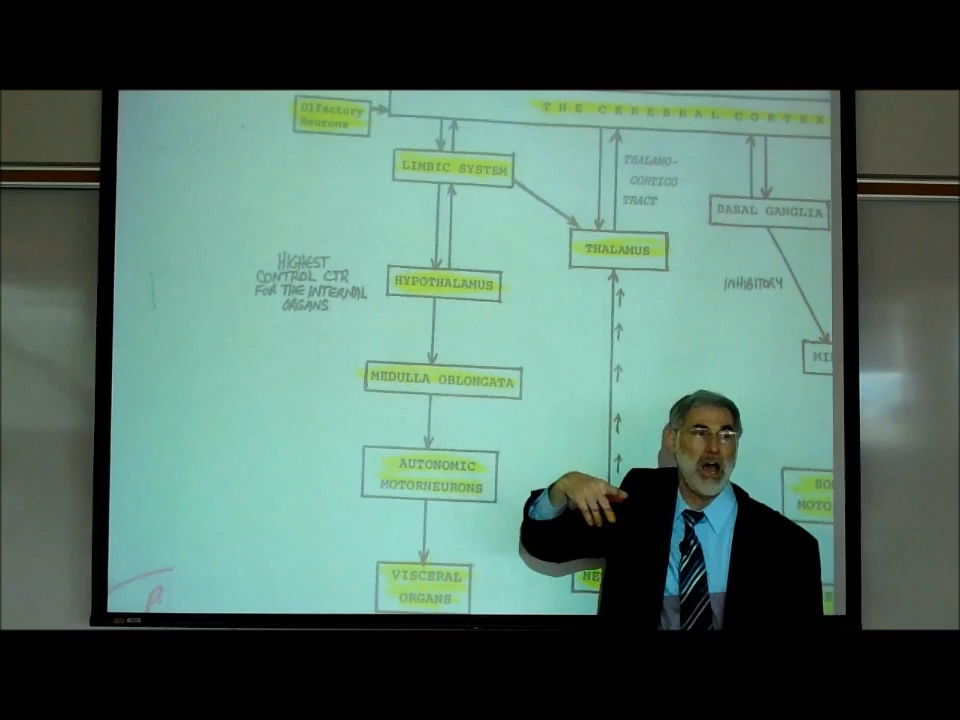 Olfactory
Neurons
THE CEREBRAL CORTEX
LIMBIC SYSTEM
THALAMO-
CORTICO
TRACT
BASAL GANGLIA
THALAMUS
HIGHEST
CONTROL CTR
FOR THE INTERNAL
ORGANS
HYPOTHALAMUS
INHIBITORY
MEDULLA OBLONGATA
AUTONOMIC
MOTORNEURONS
VISCERAL
ORGANS